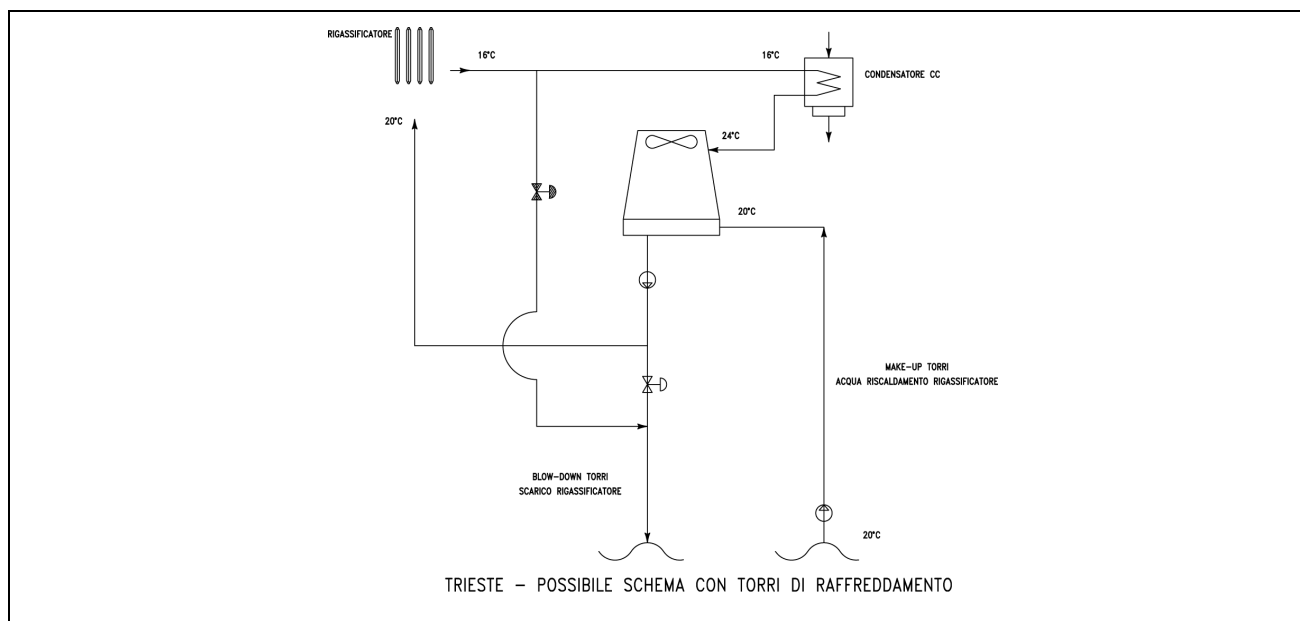 RIGASSIFICATORE
16°C
16°C
CONDENSATORE CC
20°C
24°C
20°C
MAKE-UP TORRI
ACQUA RISCALDAMENTO RIGASSIFICATORE
BLOW-DOWN TORRI
SCARICO RIGASSIFICATORE
20°C
TRIESTE - POSSIBILE SCHEMA CON TORRI DI RAFFREDDAMENTO